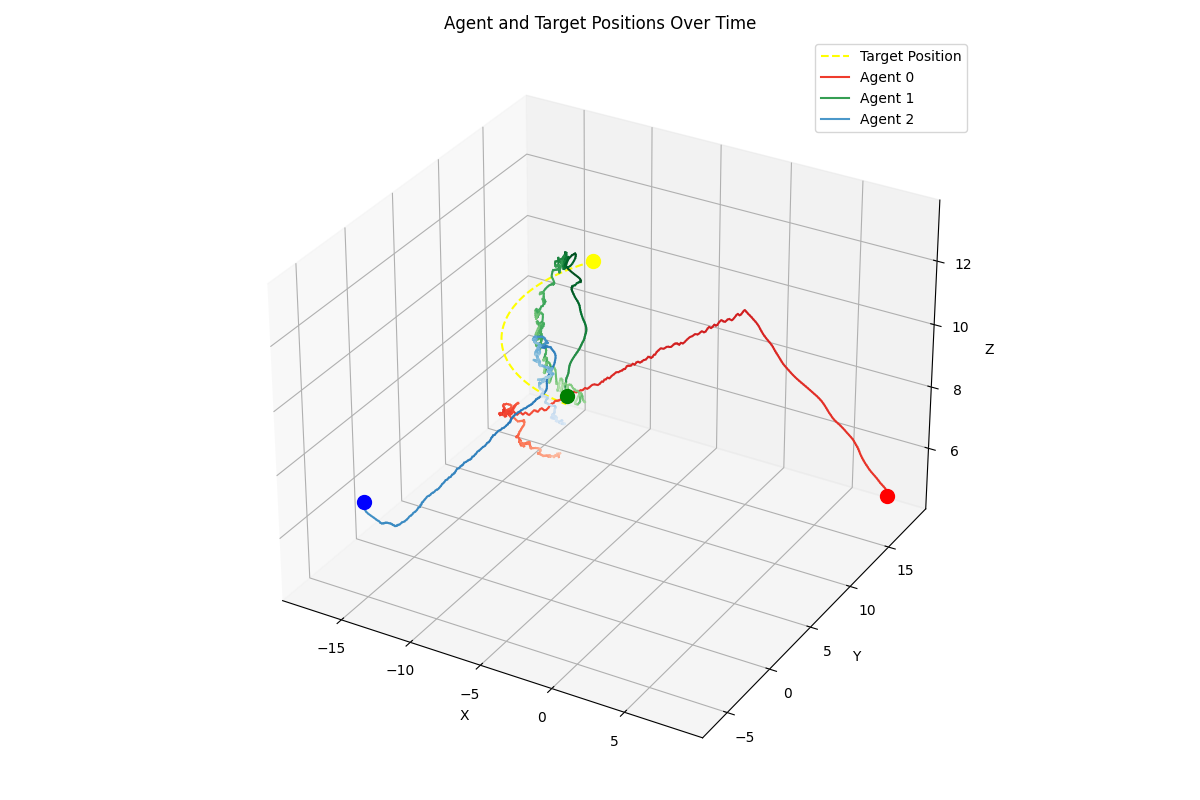 Agent and Target Positions Over Time
Target Position
Agent 0
Agent 1
Agent 2
12
10
Z
8
6
15
10
5
Y
0
−5
−15
−10
−5
X
0
5